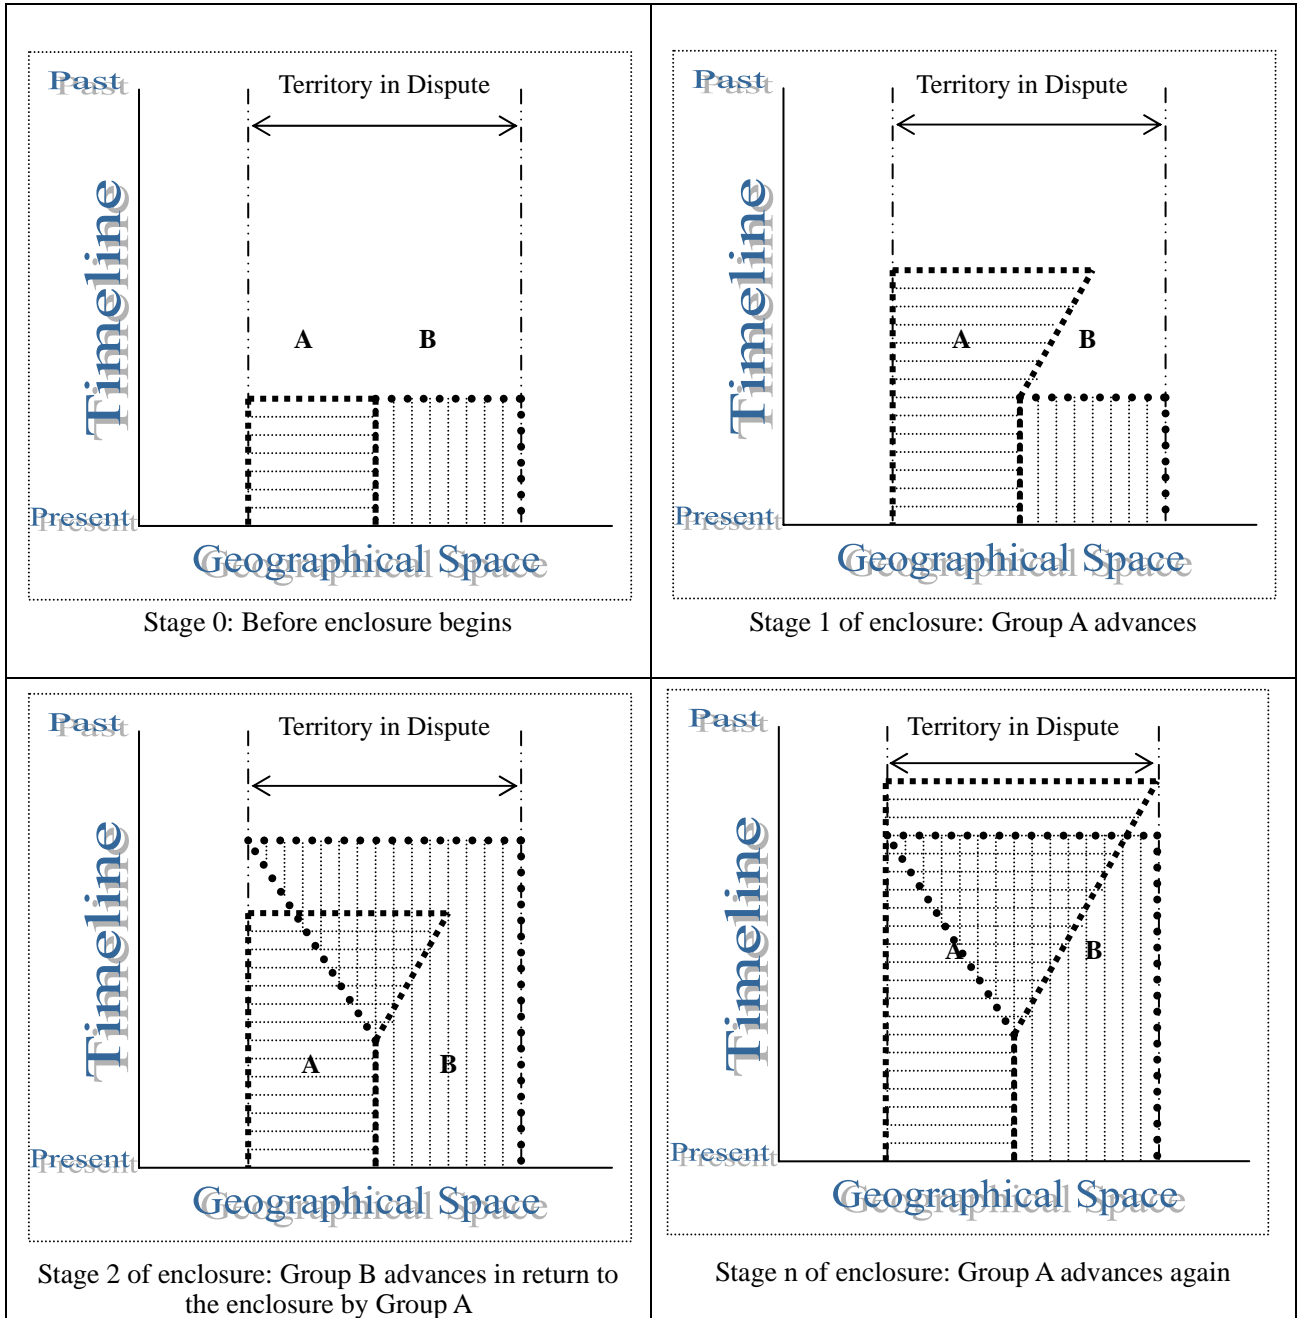 Past
Territory in Dispute
Timeline
A
B
Present
Geographical Space
Stage 0: Before enclosure begins
Past
Territory in Dispute
Timeline
A
B
Present
Geographical Space
Stage 1 of enclosure: Group A advances
Past
Territory in Dispute
Timeline
A
B
Present
Geographical Space
Stage 2 of enclosure: Group B advances in return to
the enclosure by Group A
Past
Territory in Dispute
Timeline
A
B
Present
Geographical Space
Stage n of enclosure: Group A advances again